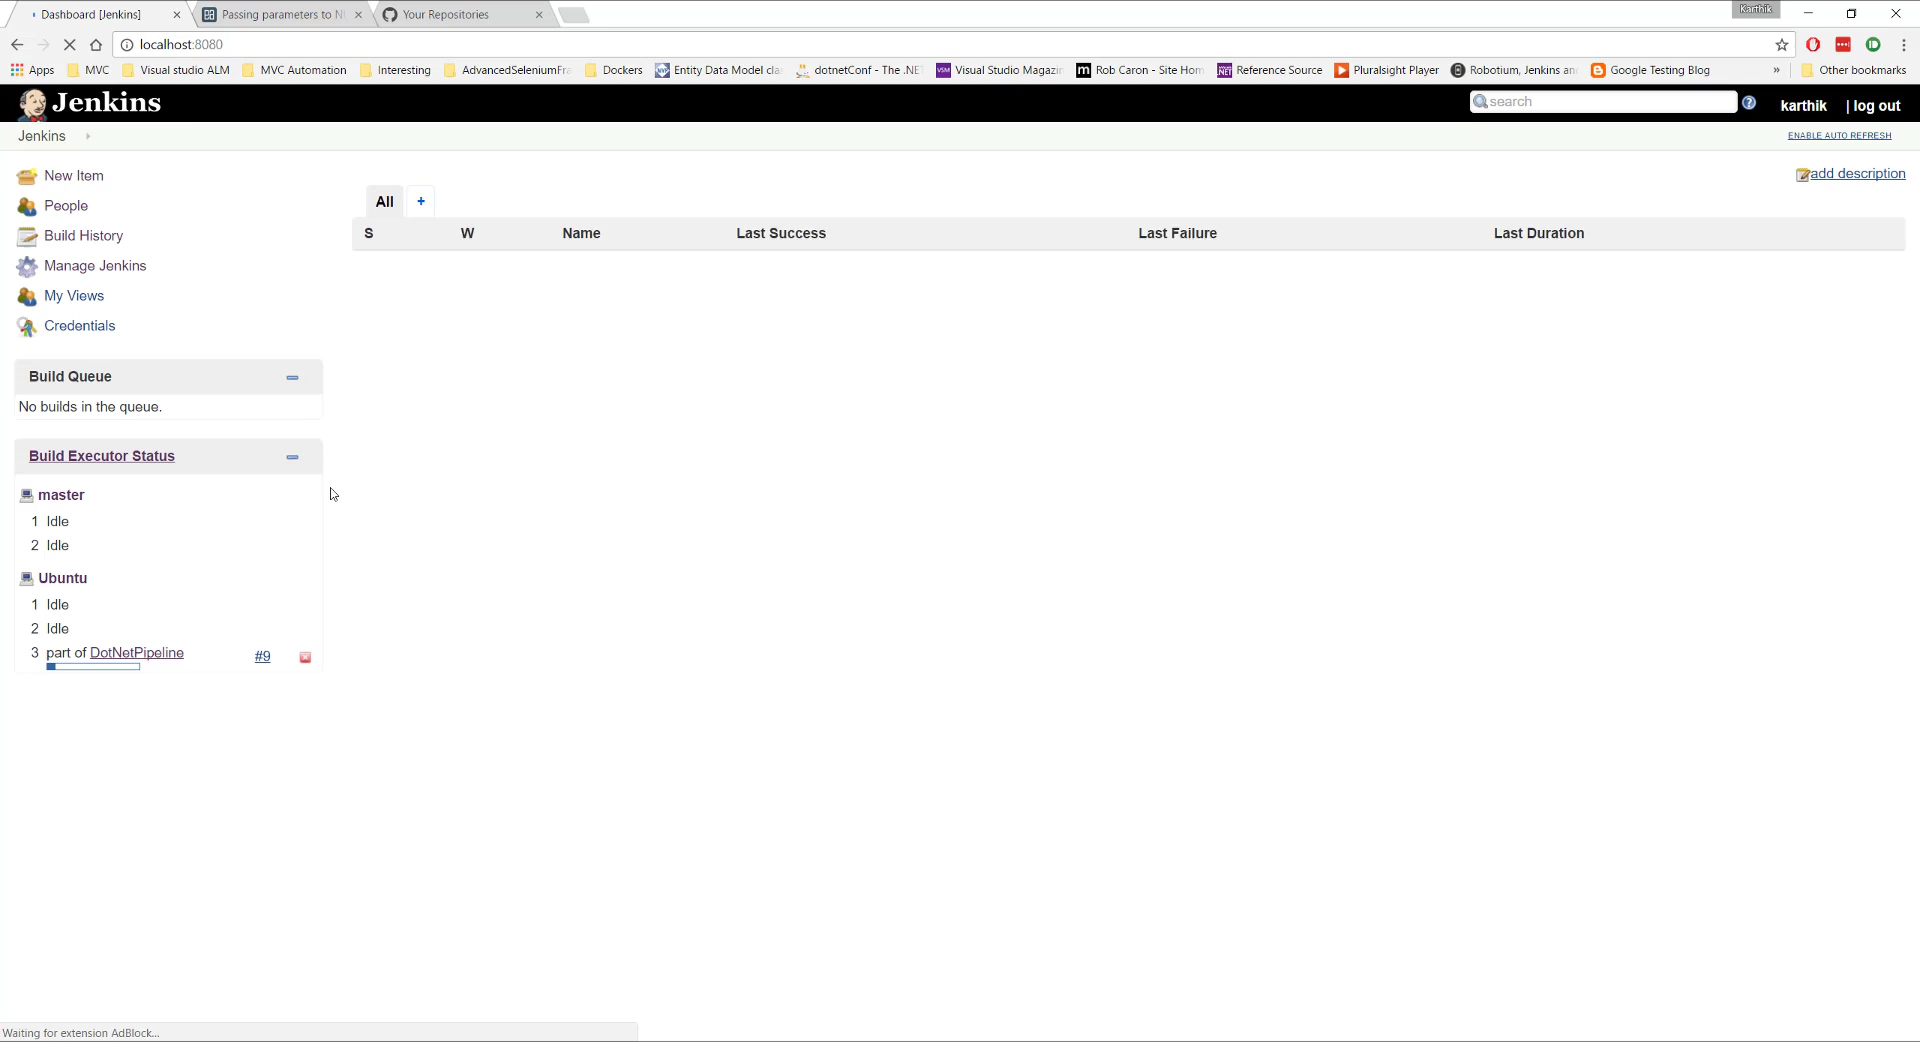 Dashboard [Jenkins]
Passing parameters to N
Your Repositories
Karthik
localhost:8080
Apps
MVC
Visual studio ALM
MVC Automation
Interesting
AdvancedSeleniumFra
Dockers
Entity Data Model cla
dotnetConf - The .NET
Visual Studio Magazin
Rob Caron - Site Hom
Reference Source
Pluralsight Player
Robotium, Jenkins an
Google Testing Blog
»
Other bookmarks
Jenkins
search
karthik
| log out
Jenkins
ENABLE AUTO REFRESH
New Item
People
Build History
Manage Jenkins
My Views
Credentials
add description
All
+
S W Name Last Success Last Failure Last Duration
Build Queue
No builds in the queue.
Build Executor Status
master
1 Idle
2 Idle
Ubuntu
1 Idle
2 Idle
3 part of DotNetPipeline #9
Waiting for extension AdBlock...